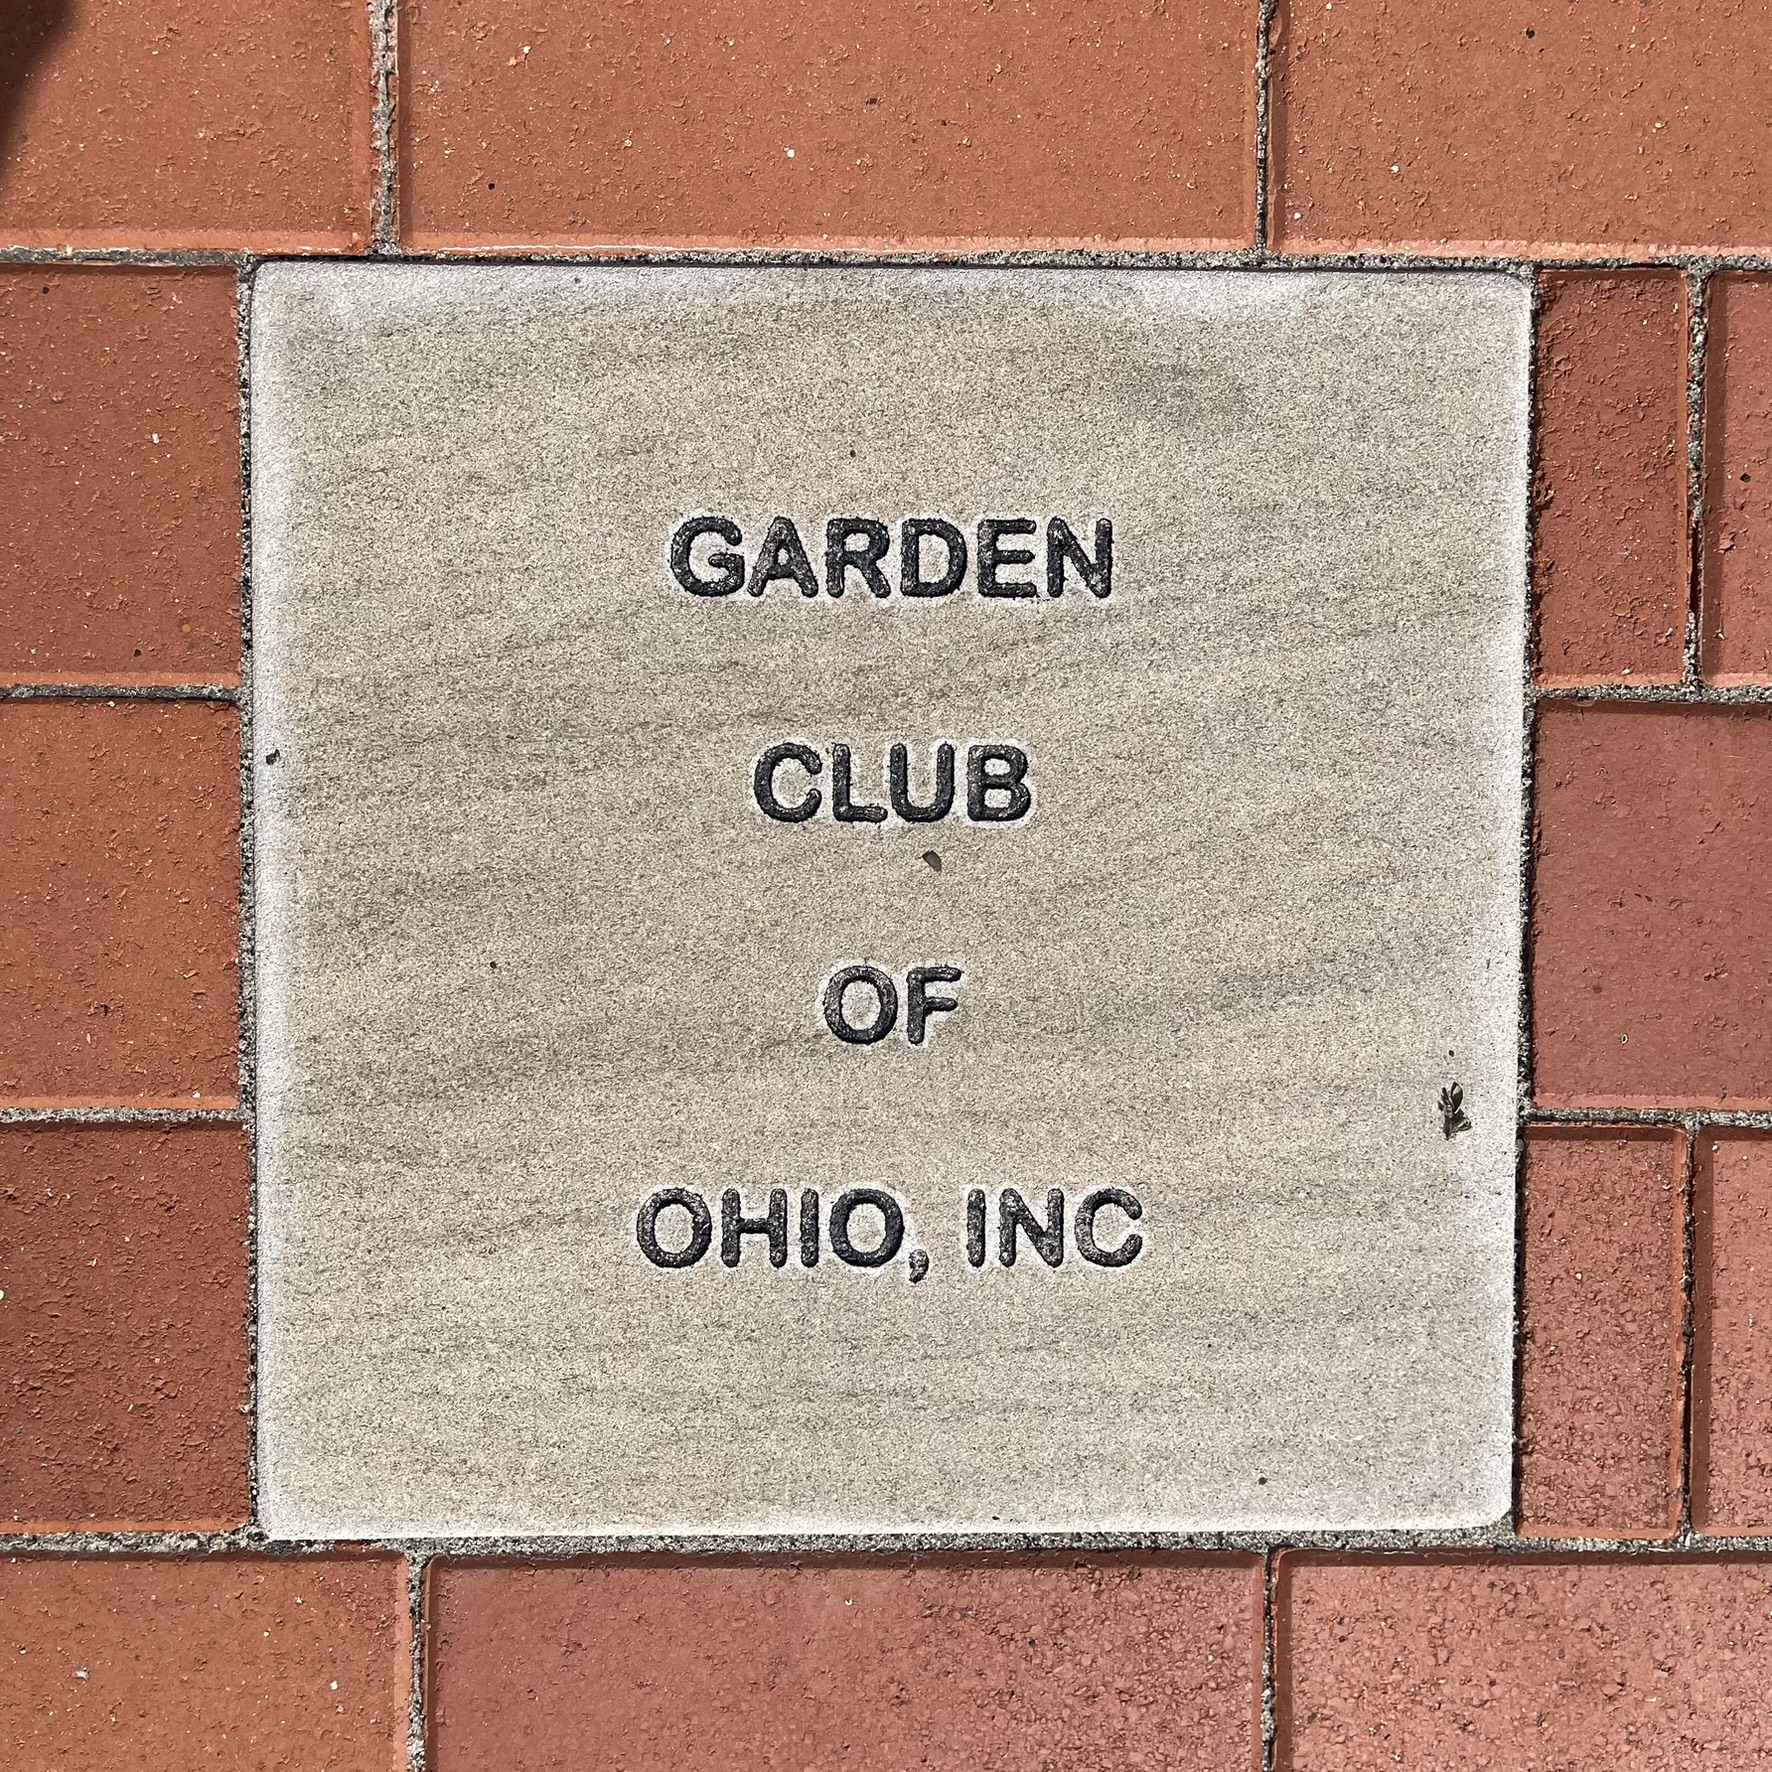 GARDEN
CLUB
OF
OHIO, INC